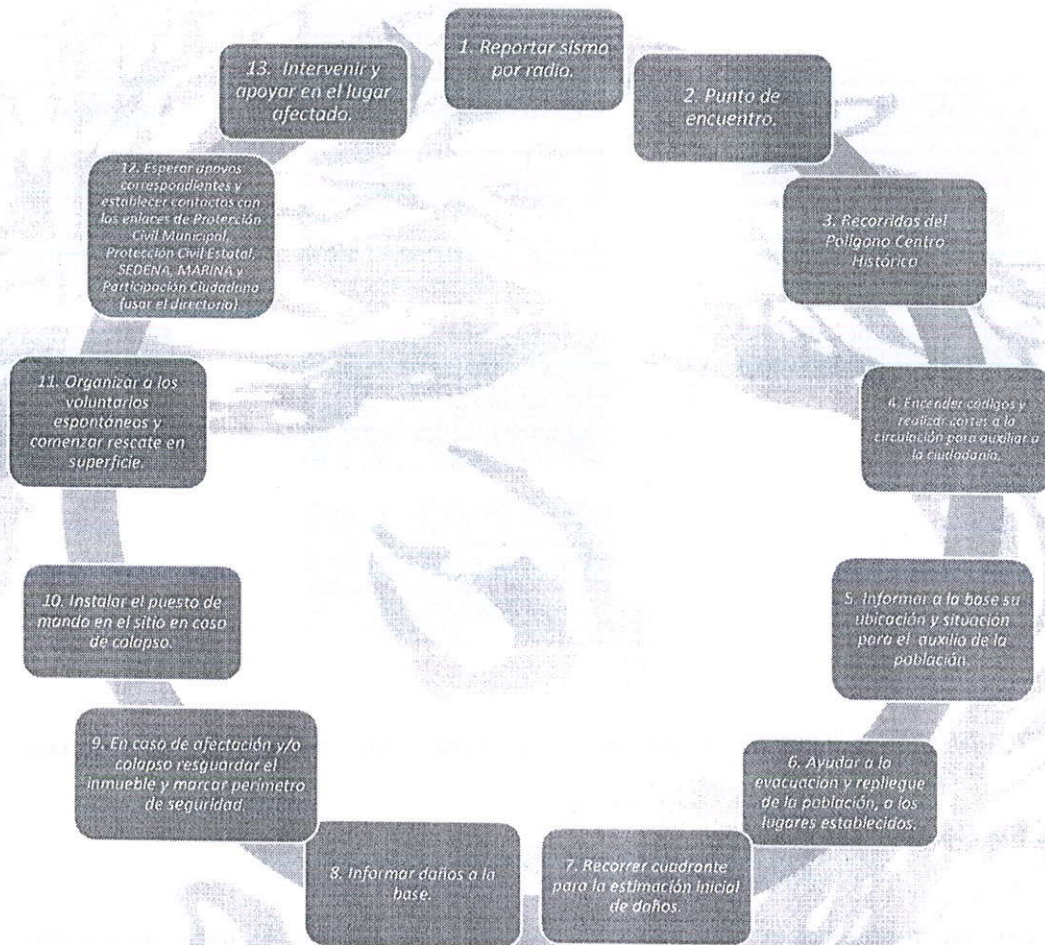 1. Reportar sismo
por radio.
2. Punto de
encuentro.
3. Recorridos del
Polígono Centro
Histórico
4. Encender códigos y
realizar cortes a la
circulación para auxiliar a
la ciudadanía.
5. Informar a la base su
ubicación y situación
para el auxilio de la
población.
6. Ayudar a la
evacuación y repliegue
de la población, a los
lugares establecidos.
7. Recorrer cuadrante
para la estimación inicial
de daños.
8. Informar daños a la
base.
9. En caso de afectación y/o
colapso resguardar el
inmueble y marcar perímetro
de seguridad.
10. Instalar el puesto de
mando en el sitio en caso
de colapso.
11. Organizar a los
voluntarios
espontáneos y
comenzar rescate en
superficie.
12. Esperar apoyos
correspondientes y
establecer contactos con
los enlaces de Protección
Civil Municipal,
Protección Civil Estatal,
SEDENA, MARINA y
Participación Ciudadana
(usar el directorio)
13. Intervenir y
apoyar en el lugar
afectado.